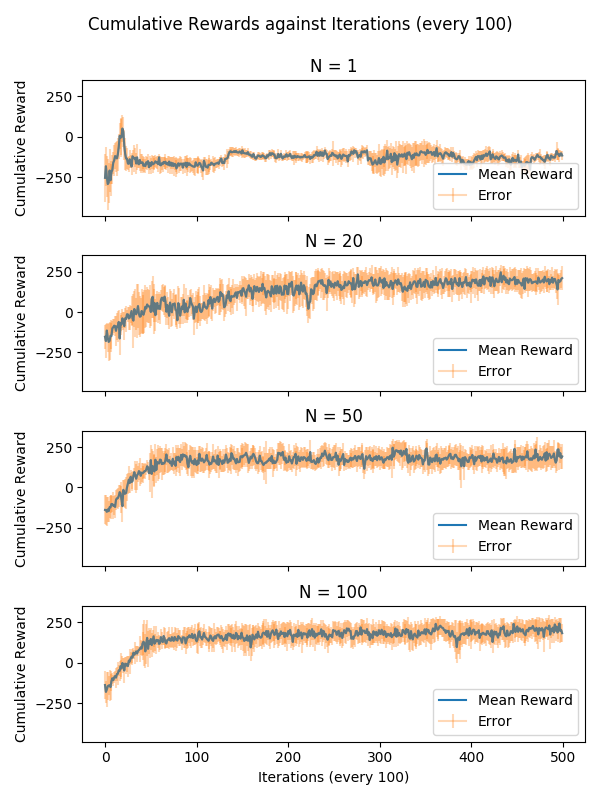 Cumulative Rewards against Iterations (every 100)
N = 1
Cumulative Reward
250
0
−250
Mean Reward
Error
N = 20
Cumulative Reward
250
0
−250
Mean Reward
Error
N = 50
Cumulative Reward
250
0
−250
Mean Reward
Error
N = 100
Cumulative Reward
250
0
−250
Mean Reward
Error
0 100 200 300 400 500
Iterations (every 100)